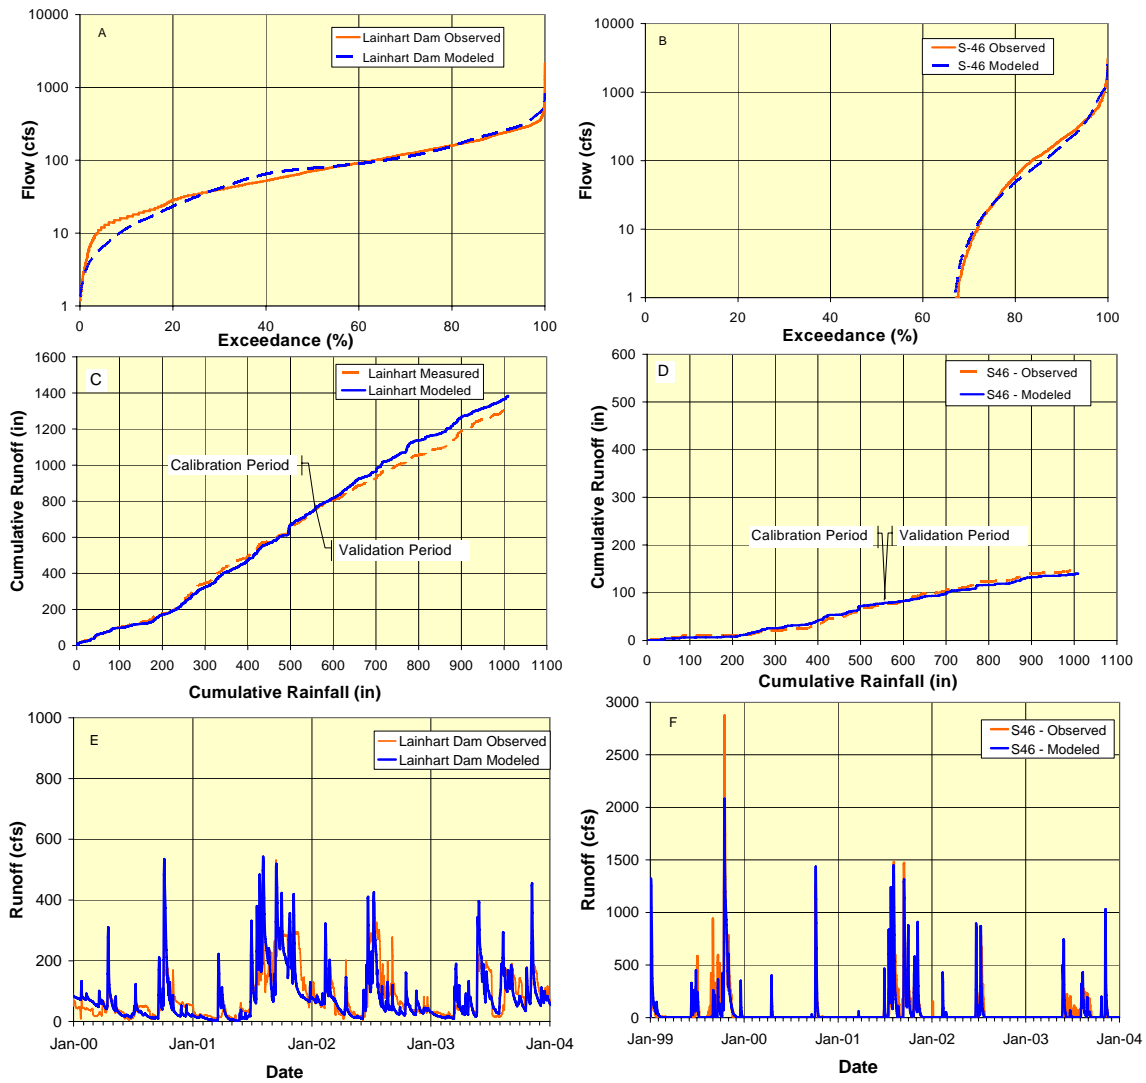 A
Lainhart Dam Observed
Lainhart Dam Modeled
Flow (cfs)
10000
1000
100
10
1
0 20 40 60 80 100
Exceedance (%)
B
S-46 Observed
S-46 Modeled
Flow (cfs)
10000
1000
100
10
1
0 20 40 60 80 100
Exceedance (%)
C
Lainhart Measured
Lainhart Modeled
Cumulative Runoff (in)
1600
1400
1200
1000
800
600
400
200
0
Calibration Period
Validation Period
0 100 200 300 400 500 600 700 800 900 1000 1100
Cumulative Rainfall (in)
D
S46 - Observed
S46 - Modeled
Cumulative Runoff (in)
600
500
400
300
200
100
0
Calibration Period
Validation Period
0 100 200 300 400 500 600 700 800 900 1000 1100
Cumulative Rainfall (in)
E
Lainhart Dam Observed
Lainhart Dam Modeled
Runoff (cfs)
1000
800
600
400
200
0
Jan-00 Jan-01 Jan-02 Jan-03 Jan-04
Date
F
S46 - Observed
S46 - Modeled
Runoff (cfs)
3000
2500
2000
1500
1000
500
0
Jan-99 Jan-00 Jan-01 Jan-02 Jan-03 Jan-04
Date